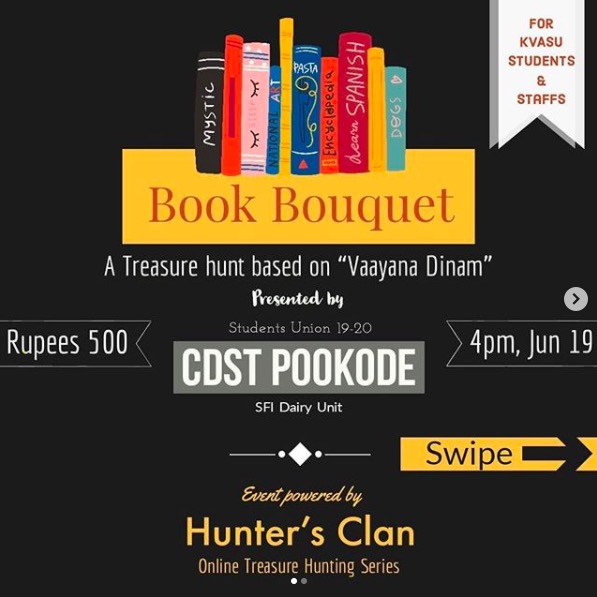 FOR
KVASU
STUDENTS
&
STAFFS
MYSTIC
NATIONAL ART
PASTA
Encyclopedia
Learn SPANISH
DOGS
Book Bouquet
A Treasure hunt based on “Vaayana Dinam”
Presented by
Students Union 19-20
Rupees 500
CDST POOKODE
4pm, Jun 19
SFI Dairy Unit
Swipe
Event powered by
Hunter’s Clan
Online Treasure Hunting Series